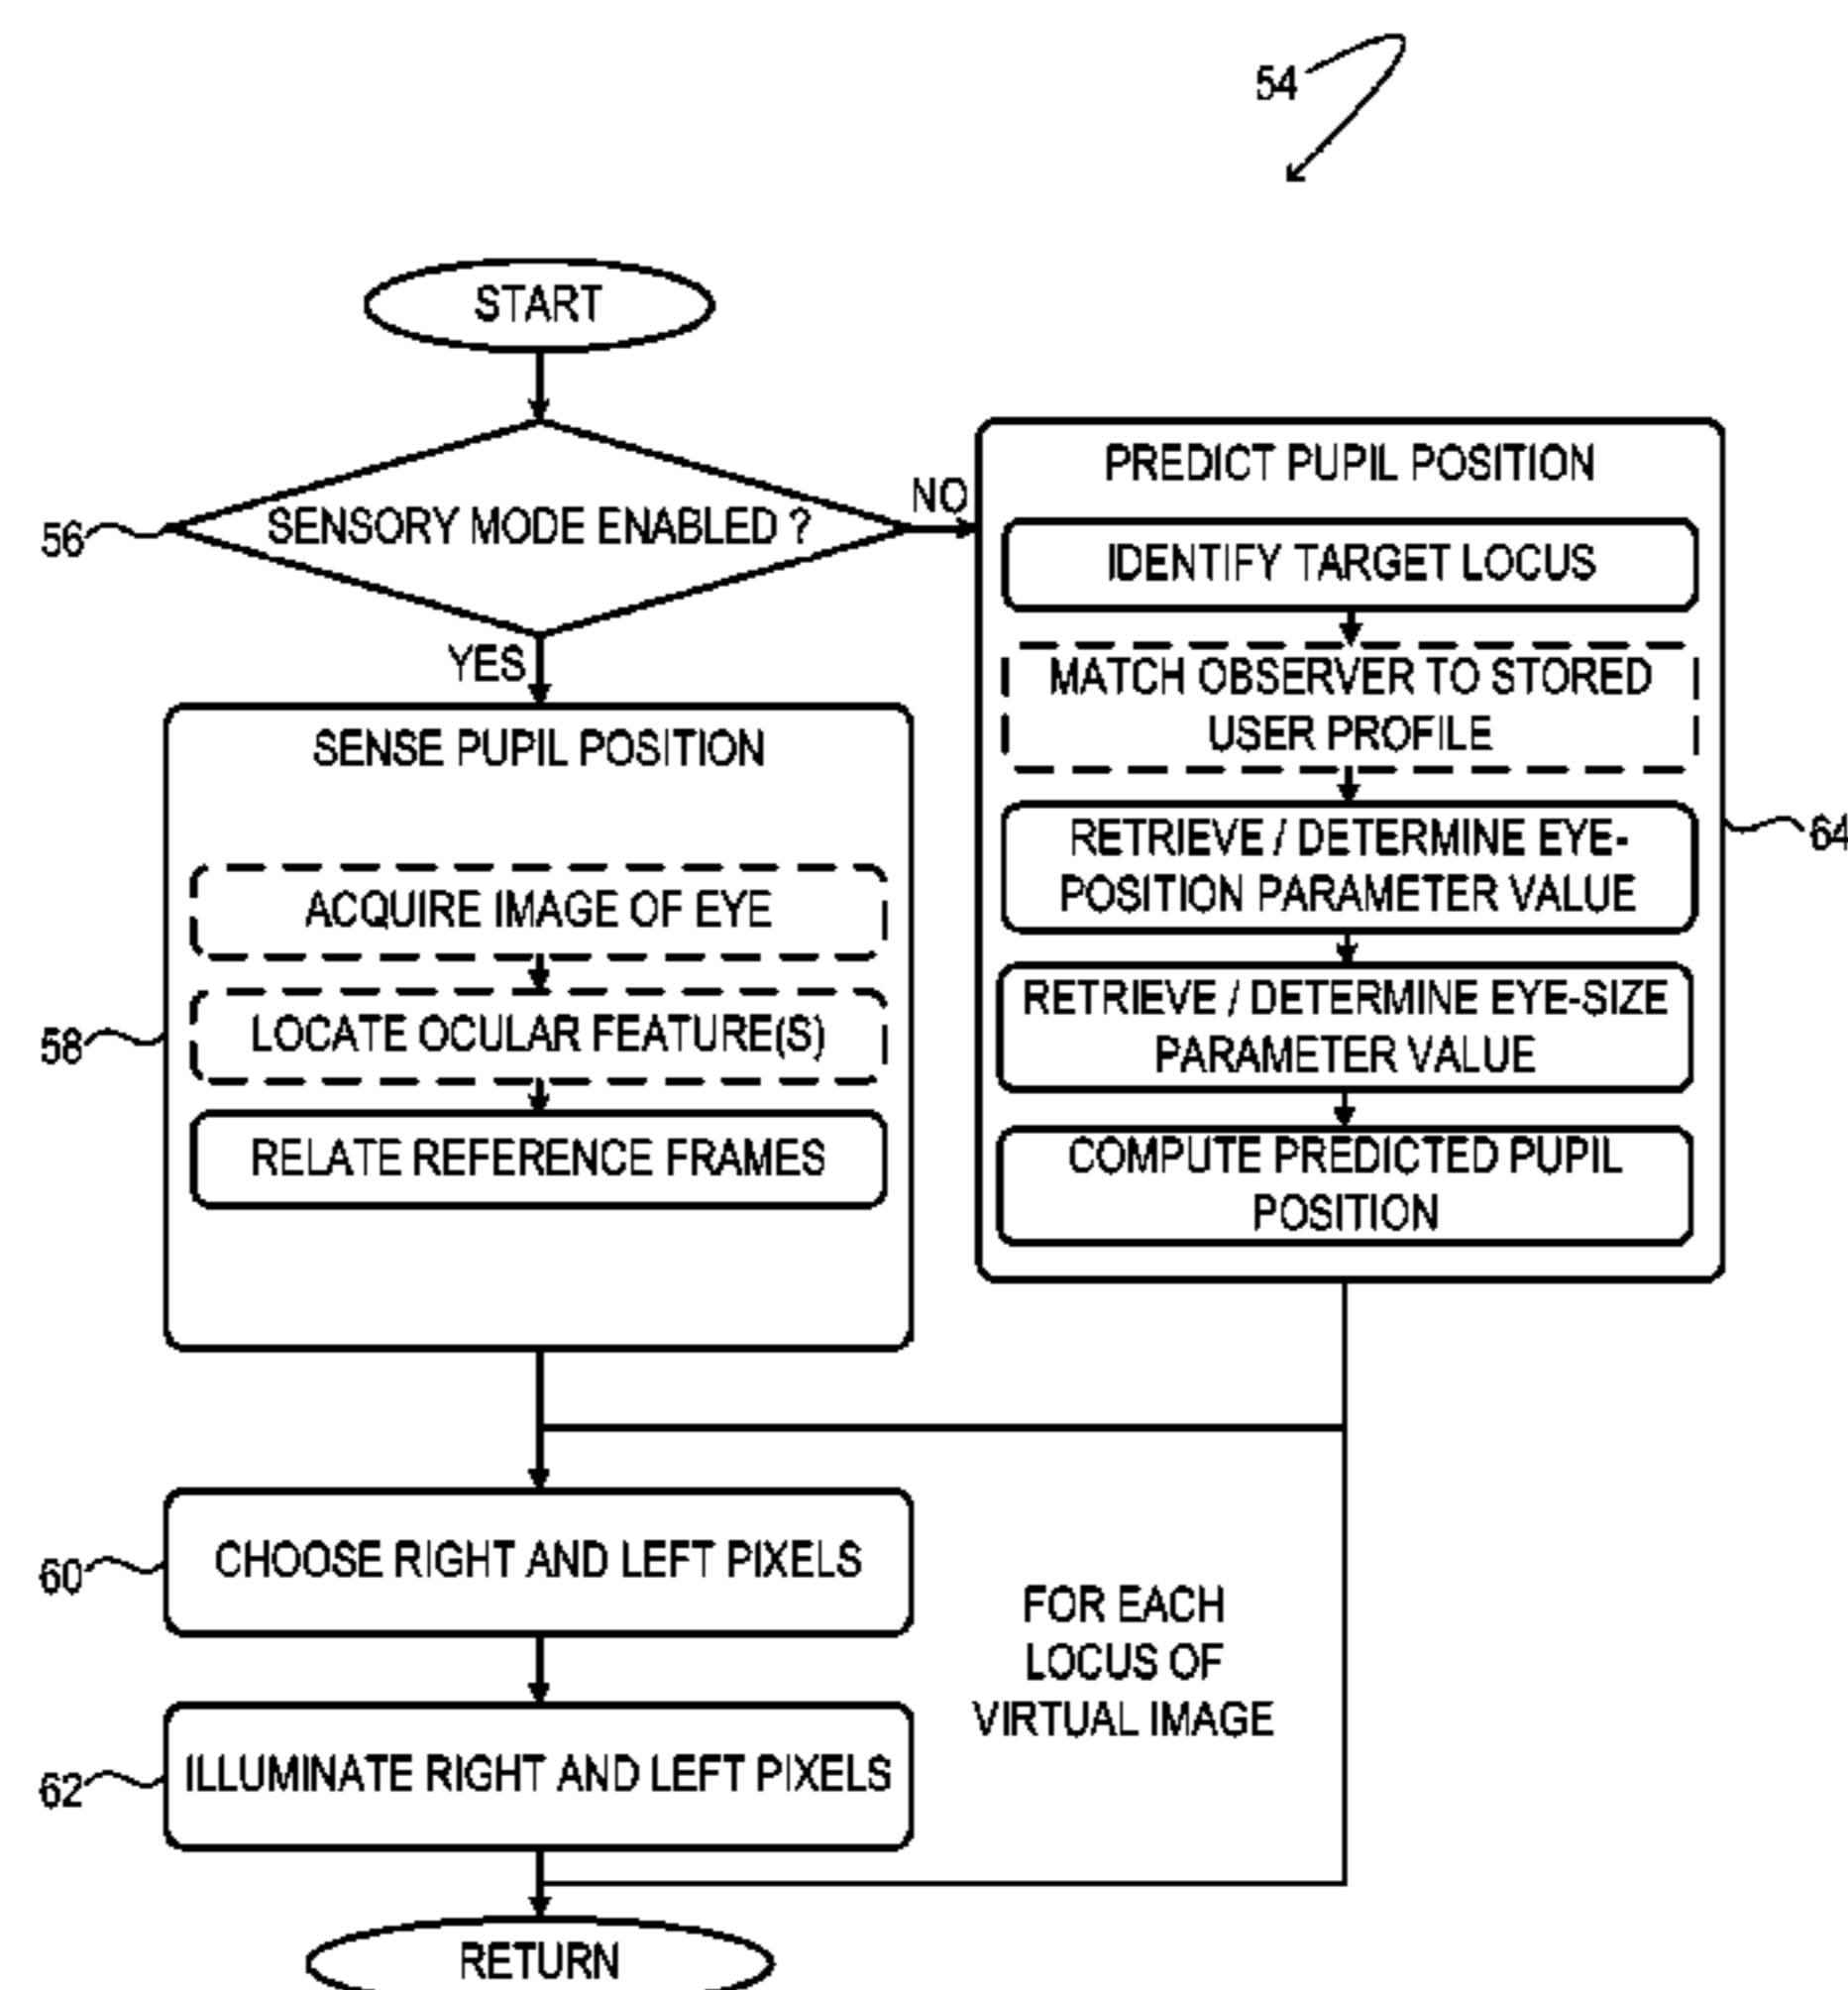 54
START
56
SENSORY MODE ENABLED ?
NO
YES
PREDICT PUPIL POSITION
IDENTIFY TARGET LOCUS
MATCH OBSERVER TO STORED
USER PROFILE
RETRIEVE / DETERMINE EYE-
POSITION PARAMETER VALUE
RETRIEVE / DETERMINE EYE-SIZE
PARAMETER VALUE
COMPUTE PREDICTED PUPIL
POSITION
64
SENSE PUPIL POSITION
ACQUIRE IMAGE OF EYE
LOCATE OCULAR FEATURE(S)
RELATE REFERENCE FRAMES
58
60
CHOOSE RIGHT AND LEFT PIXELS
FOR EACH
LOCUS OF
VIRTUAL IMAGE
62
ILLUMINATE RIGHT AND LEFT PIXELS
RETURN